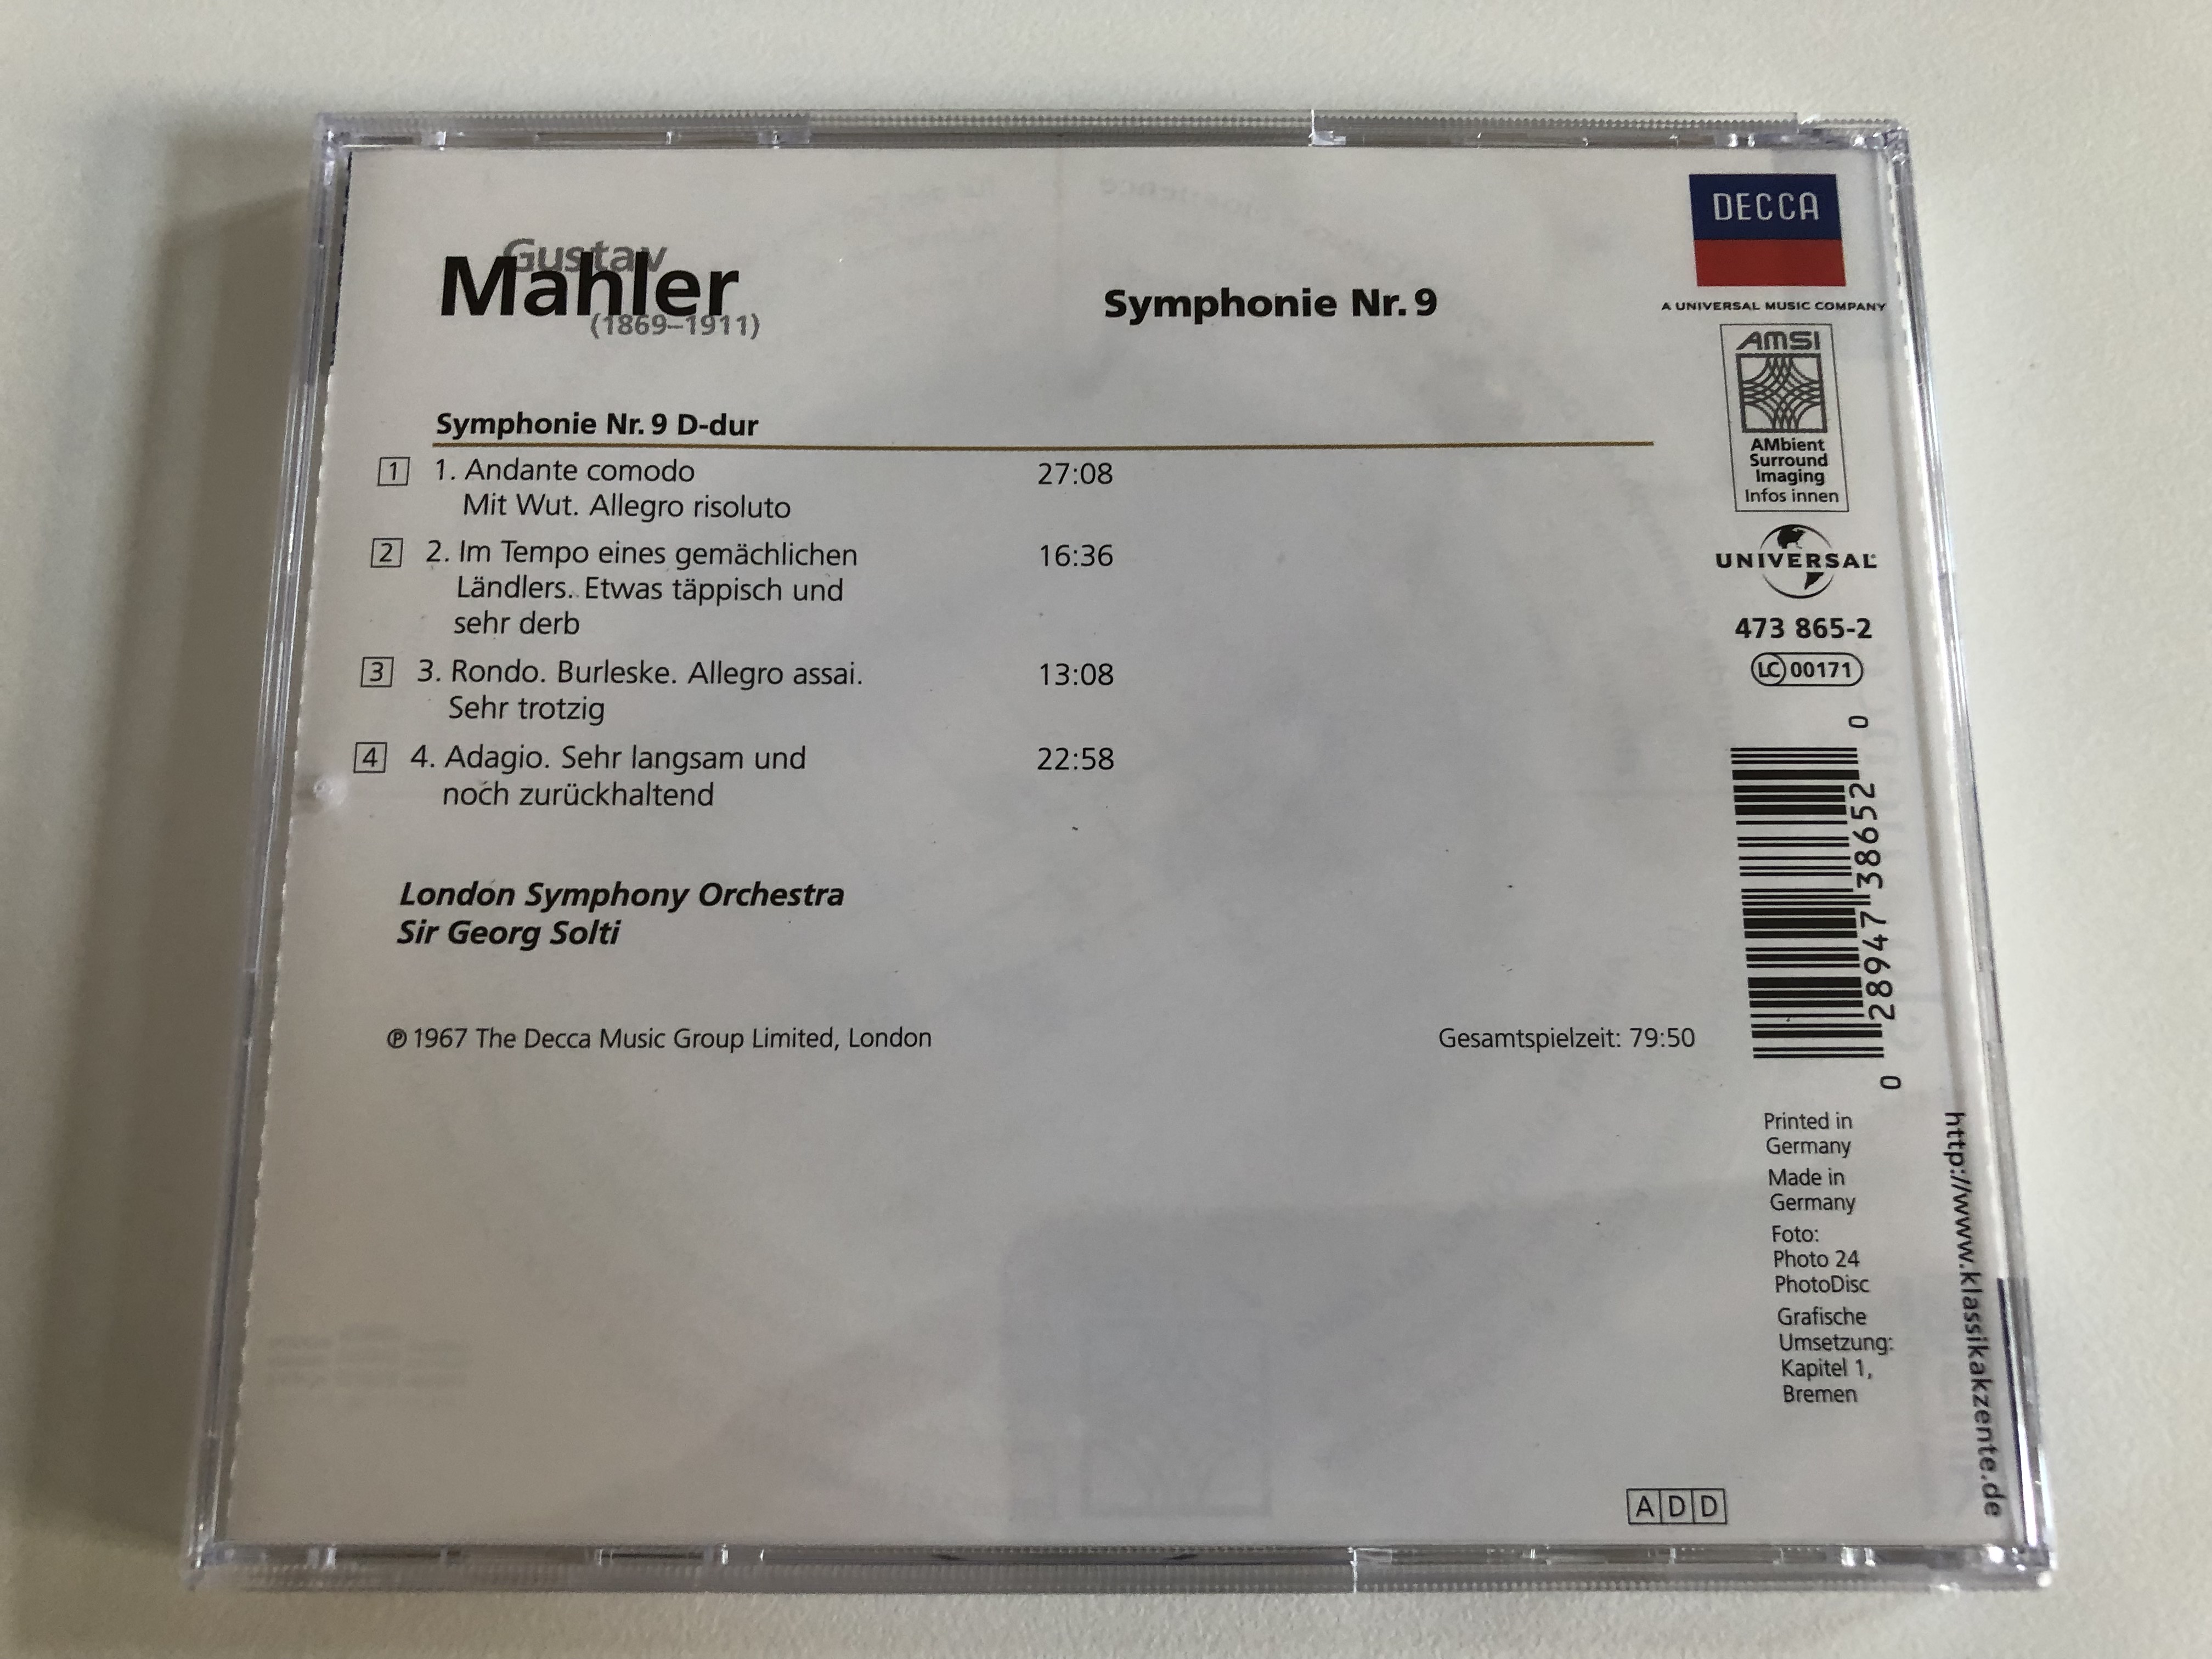 Gustav
Mahler
(1869–1911)
Symphonie Nr. 9
DECCA
A UNIVERSAL MUSIC COMPANY
AMSI
AMbient
Surround
Imaging
Infos innen
UNIVERSAL
473 865-2
LC 00171
Symphonie Nr. 9 D-dur
1 1. Andante comodo 27:08
Mit Wut. Allegro risoluto
2 2. Im Tempo eines gemächlichen 16:36
Ländlers. Etwas täppisch und
sehr derb
3 3. Rondo. Burleske. Allegro assai. 13:08
Sehr trotzig
4 4. Adagio. Sehr langsam und 22:58
noch zurückhaltend
London Symphony Orchestra
Sir Georg Solti
℗ 1967 The Decca Music Group Limited, London
Gesamtspielzeit: 79:50
0 28947 38652 0
Printed in
Germany
Made in
Germany
Foto:
Photo 24
PhotoDisc
Grafische
Umsetzung:
Kapitel 1,
Bremen
http://www.klassikakzente.de
ADD